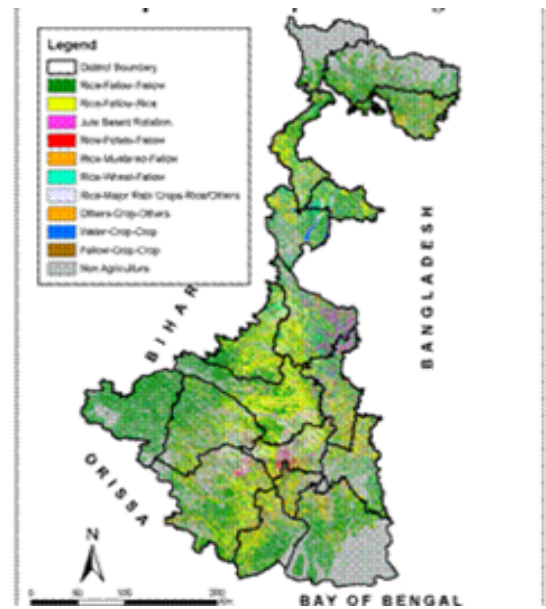 Legend
District Boundary
Rice-Fallow-Fallow
Rice-Fallow-Rice
Jute Based Rotation
Rice-Potato-Fallow
Rice-Mustard-Fallow
Rice-Wheat-Fallow
Rice-Major Rabi Crops-Rice/Others
Others-Crop-Others
Water-Crop-Crop
Fallow-Crop-Crop
Non Agriculture
BIHAR
BANGLADESH
ORISSA
N
0 50 100 200
BAY OF BENGAL